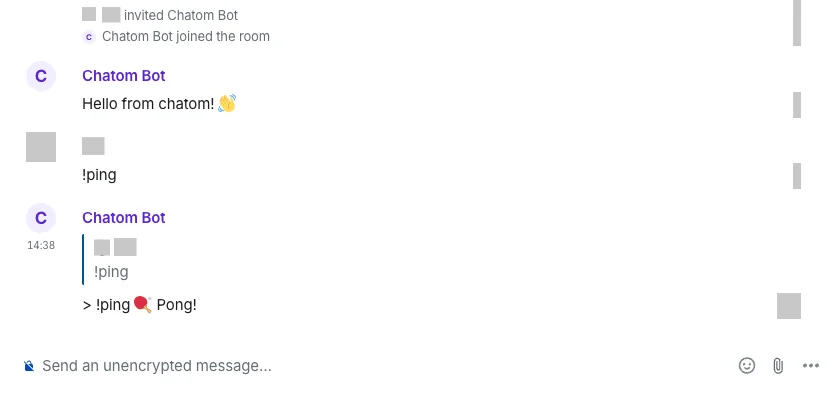 invited Chatom Bot
C Chatom Bot joined the room
C Chatom Bot
Hello from chatom! 👋
!ping
C Chatom Bot
14:38
!ping
> !ping 🏓 Pong!
Send an unencrypted message...